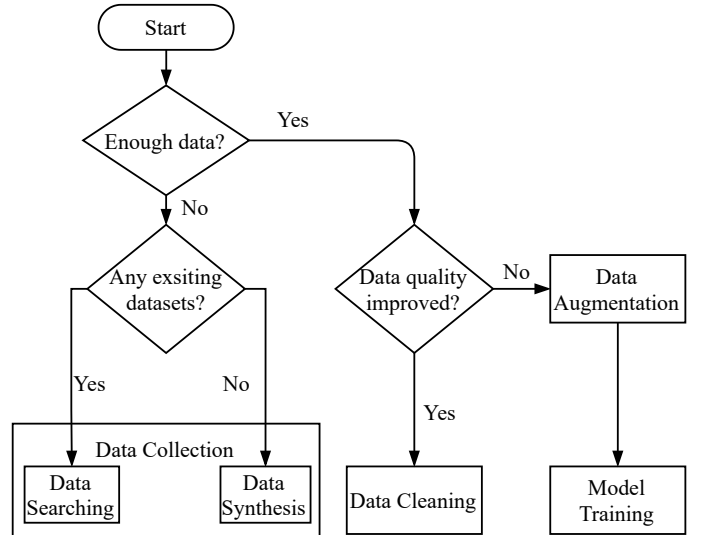 Start
Enough data?
Yes
No
Any exsiting
datasets?
Data quality
improved?
No
Data
Augmentation
Yes
No
Yes
Data Collection
Data
Searching
Data
Synthesis
Data Cleaning
Model
Training